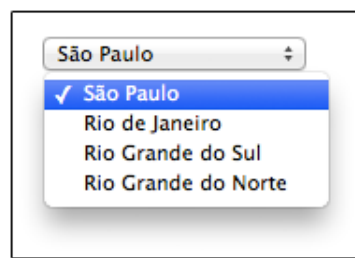 São Paulo
✓ São Paulo
Rio de Janeiro
Rio Grande do Sul
Rio Grande do Norte